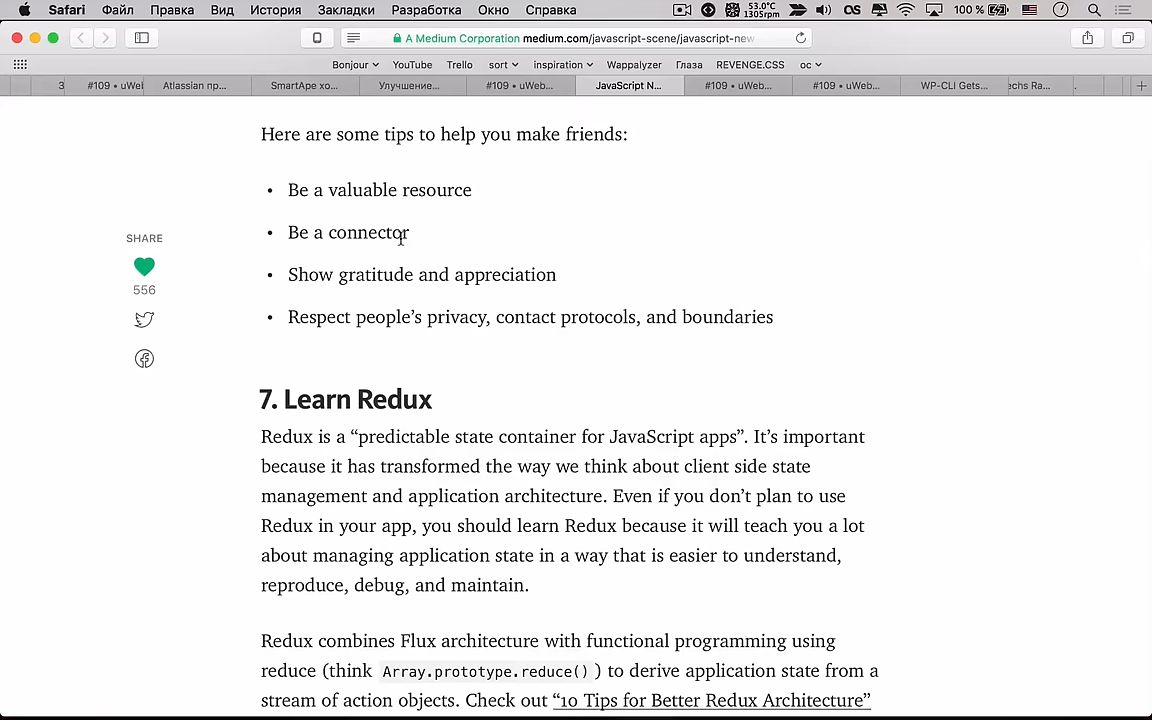 Safari Файл Правка Вид История Закладки Разработка Окно Справка 53.0°C 1305rpm 100 %
A Medium Corporation medium.com/javascript-scene/javascript-new
Bonjour YouTube Trello sort inspiration Wappalyzer Глаза REVENGE.CSS ос
3 #109 • uWel Atlassian пр... SmartApe хо... Улучшение... #109 • uWeb... JavaScript N... #109 • uWeb... #109 • uWeb... WP-CLI Gets... echs Ra...
Here are some tips to help you make friends:
• Be a valuable resource
• Be a connector
• Show gratitude and appreciation
• Respect people’s privacy, contact protocols, and boundaries
SHARE
556
7. Learn Redux
Redux is a “predictable state container for JavaScript apps”. It’s important
because it has transformed the way we think about client side state
management and application architecture. Even if you don’t plan to use
Redux in your app, you should learn Redux because it will teach you a lot
about managing application state in a way that is easier to understand,
reproduce, debug, and maintain.
Redux combines Flux architecture with functional programming using
reduce (think Array.prototype.reduce() ) to derive application state from a
stream of action objects. Check out “10 Tips for Better Redux Architecture”